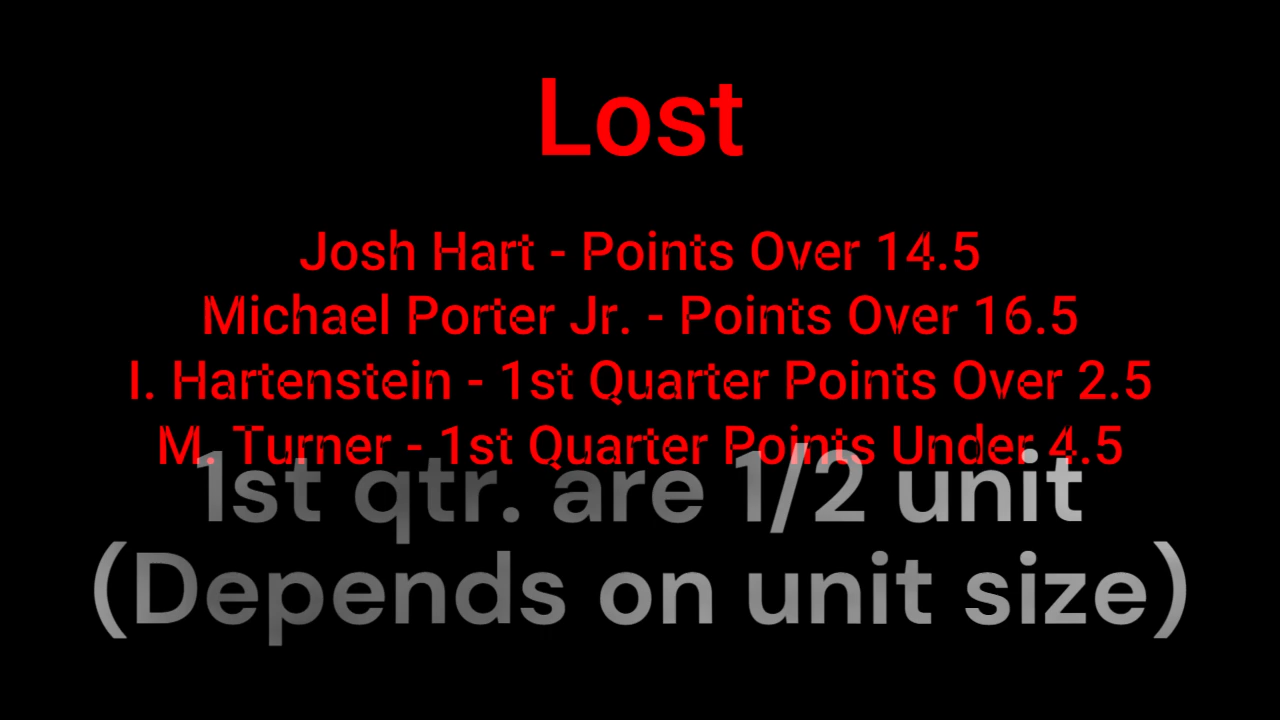 Lost
Josh Hart - Points Over 14.5
Michael Porter Jr. - Points Over 16.5
I. Hartenstein - 1st Quarter Points Over 2.5
M. Turner - 1st Quarter Points Under 4.5
1st qtr. are 1/2 unit
(Depends on unit size)